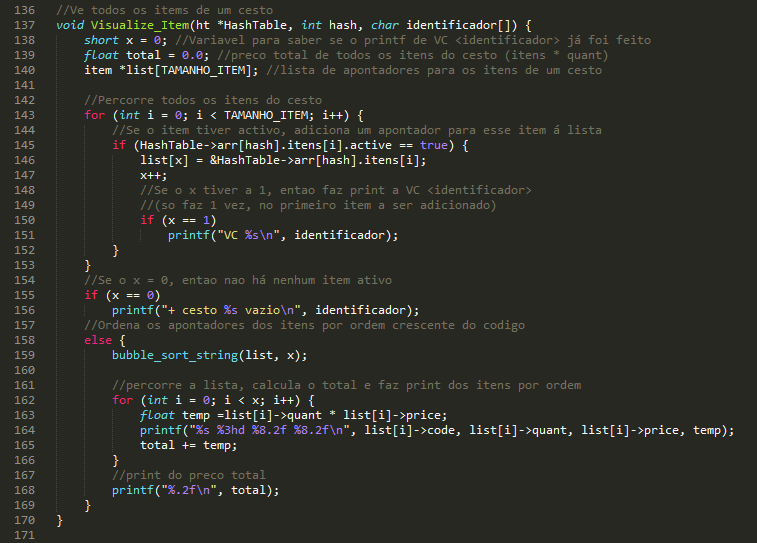 136 //Ve todos os items de um cesto
137 void Visualize_Item(ht *HashTable, int hash, char identificador[]) {
138 short x = 0; //Variavel para saber se o printf de VC <identificador> já foi feito
139 float total = 0.0; //preço total de todos os itens do cesto (itens * quant)
140 item *list[TAMANHO_ITEM]; //lista de apontadores para os itens de um cesto
141
142 //Percorre todos os itens do cesto
143 for (int i = 0; i < TAMANHO_ITEM; i++) {
144 //Se o item tiver activo, adiciona um apontador para esse item á lista
145 if (HashTable->arr[hash].itens[i].active == true) {
146 list[x] = &HashTable->arr[hash].itens[i];
147 x++;
148 //Se o x tiver a 1, entao faz print a VC <identificador>
149 //(so faz 1 vez, no primeiro item a ser adicionado)
150 if (x == 1)
151 printf("VC %s\n", identificador);
152 }
153 }
154 //Se o x = 0, entao nao há nenhum item ativo
155 if (x == 0)
156 printf("+ cesto %s vazio\n", identificador);
157 //Ordena os apontadores dos itens por ordem crescente do codigo
158 else {
159 bubble_sort_string(list, x);
160
161 //percorre a lista, calcula o total e faz print dos itens por ordem
162 for (int i = 0; i < x; i++) {
163 float temp =list[i]->quant * list[i]->price;
164 printf("%s %3hd %8.2f %8.2f\n", list[i]->code, list[i]->quant, list[i]->price, temp);
165 total += temp;
166 }
167 //print do preco total
168 printf("%.2f\n", total);
169 }
170 }
171